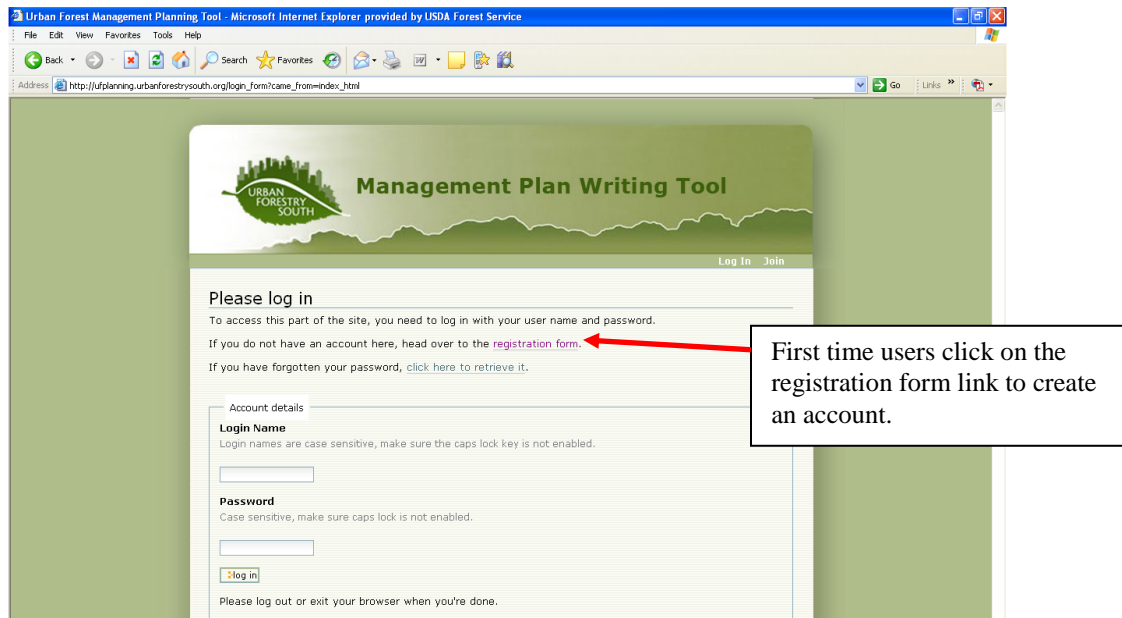 Urban Forest Management Planning Tool - Microsoft Internet Explorer provided by USDA Forest Service
File Edit View Favorites Tools Help
Back Search Favorites
Address http://ufplanning.urbanforestrysouth.org/login_form?came_from=index_html Go Links »
URBAN
FORESTRY
SOUTH
Management Plan Writing Tool
Log In Join
Please log in
To access this part of the site, you need to log in with your user name and password.
If you do not have an account here, head over to the registration form.
If you have forgotten your password, click here to retrieve it.
First time users click on the
registration form link to create
an account.
Account details
Login Name
Login names are case sensitive, make sure the caps lock key is not enabled.
Password
Case sensitive, make sure caps lock is not enabled.
log in
Please log out or exit your browser when you're done.